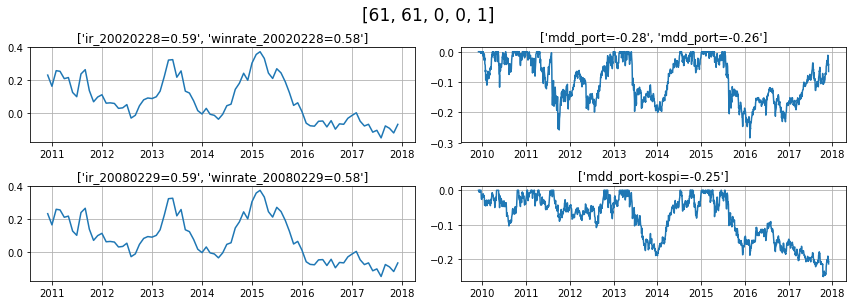 [61, 61, 0, 0, 1]
['ir_20020228=0.59', 'winrate_20020228=0.58']
0.4
0.2
0.0
2011 2012 2013 2014 2015 2016 2017 2018
['mdd_port=-0.28', 'mdd_port=-0.26']
0.0
−0.1
−0.2
−0.3
2010 2011 2012 2013 2014 2015 2016 2017 2018
['ir_20080229=0.59', 'winrate_20080229=0.58']
0.4
0.2
0.0
2011 2012 2013 2014 2015 2016 2017 2018
['mdd_port-kospi=-0.25']
0.0
−0.1
−0.2
2010 2011 2012 2013 2014 2015 2016 2017 2018